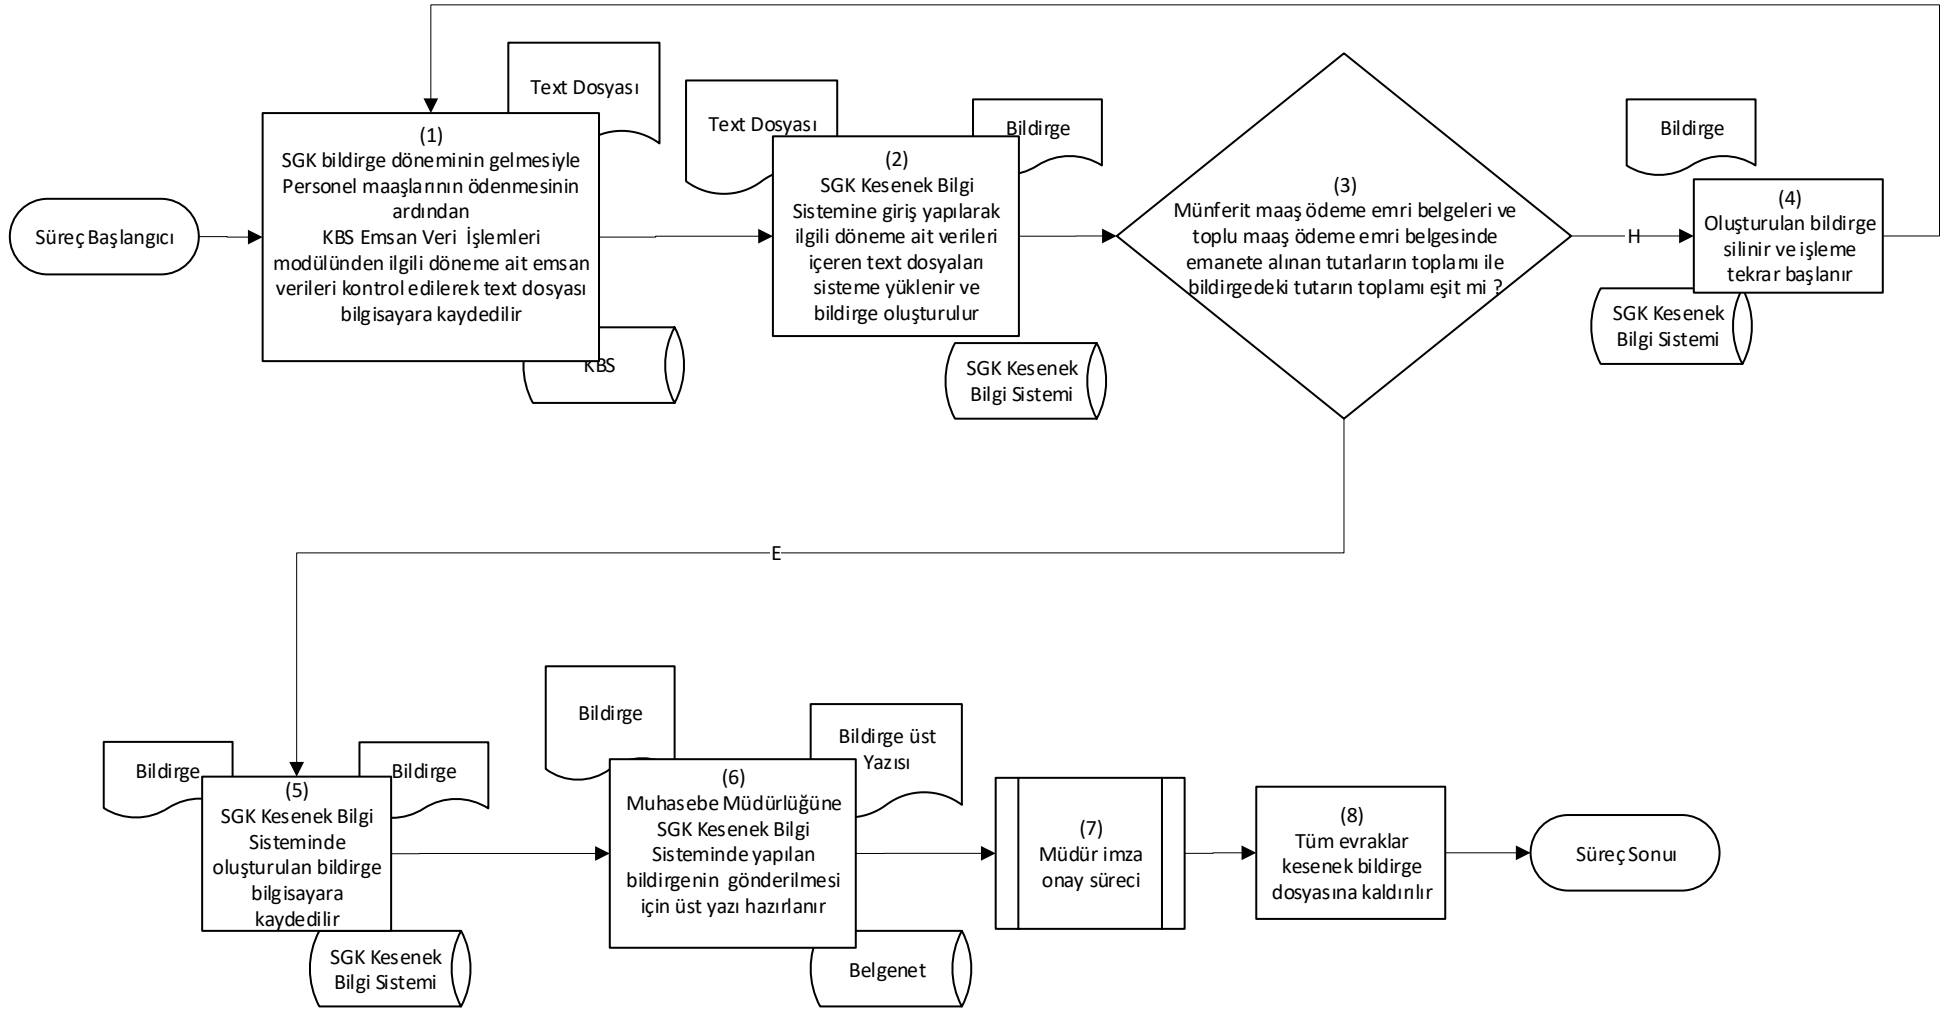 Süreç Başlangıcı
Text Dosyası
(1)
SGK bildirge döneminin gelmesiyle
Personel maaşlarının ödenmesinin
ardından
KBS Emsan Veri İşlemleri
modülünden ilgili döneme ait emsan
verileri kontrol edilerek text dosyası
bilgisayara kaydedilir
KBS
Text Dosyası
Bildirge
(2)
SGK Kesenek Bilgi
Sistemine giriş yapılarak
ilgili döneme ait verileri
içeren text dosyaları
sisteme yüklenir ve
bildirge oluşturulur
SGK Kesenek
Bilgi Sistemi
(3)
Münferit maaş ödeme emri belgeleri ve
toplu maaş ödeme emri belgesinde
emanete alınan tutarların toplamı ile
bildirgedeki tutarın toplamı eşit mi ?
H
Bildirge
(4)
Oluşturulan bildirge
silinir ve işleme
tekrar başlanır
SGK Kesenek
Bilgi Sistemi
E
Bildirge
Bildirge
(5)
SGK Kesenek Bilgi
Sisteminde
oluşturulan bildirge
bilgisayara
kaydedilir
SGK Kesenek
Bilgi Sistemi
Bildirge
Bildirge üst
Yazısı
(6)
Muhasebe Müdürlüğüne
SGK Kesenek Bilgi
Sisteminde yapılan
bildirgenin gönderilmesi
için üst yazı hazırlanır
Belgenet
(7)
Müdür imza
onay süreci
(8)
Tüm evraklar
kesenek bildirge
dosyasına kaldırılır
Süreç Sonuı